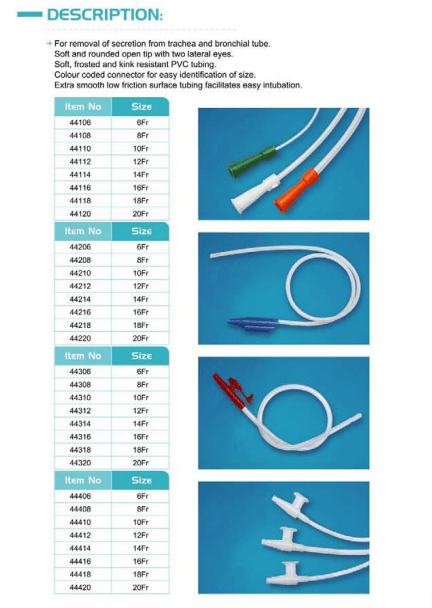 DESCRIPTION:
For removal of secretion from trachea and bronchial tube.
Soft and rounded open tip with two lateral eyes.
Soft, frosted and kink resistant PVC tubing.
Colour coded connector for easy identification of size.
Extra smooth low friction surface tubing facilitates easy intubation.
Item No Size
44106 6Fr
44108 8Fr
44110 10Fr
44112 12Fr
44114 14Fr
44116 16Fr
44118 18Fr
44120 20Fr
Item No Size
44206 6Fr
44208 8Fr
44210 10Fr
44212 12Fr
44214 14Fr
44216 16Fr
44218 18Fr
44220 20Fr
Item No Size
44306 6Fr
44308 8Fr
44310 10Fr
44312 12Fr
44314 14Fr
44316 16Fr
44318 18Fr
44320 20Fr
Item No Size
44406 6Fr
44408 8Fr
44410 10Fr
44412 12Fr
44414 14Fr
44416 16Fr
44418 18Fr
44420 20Fr